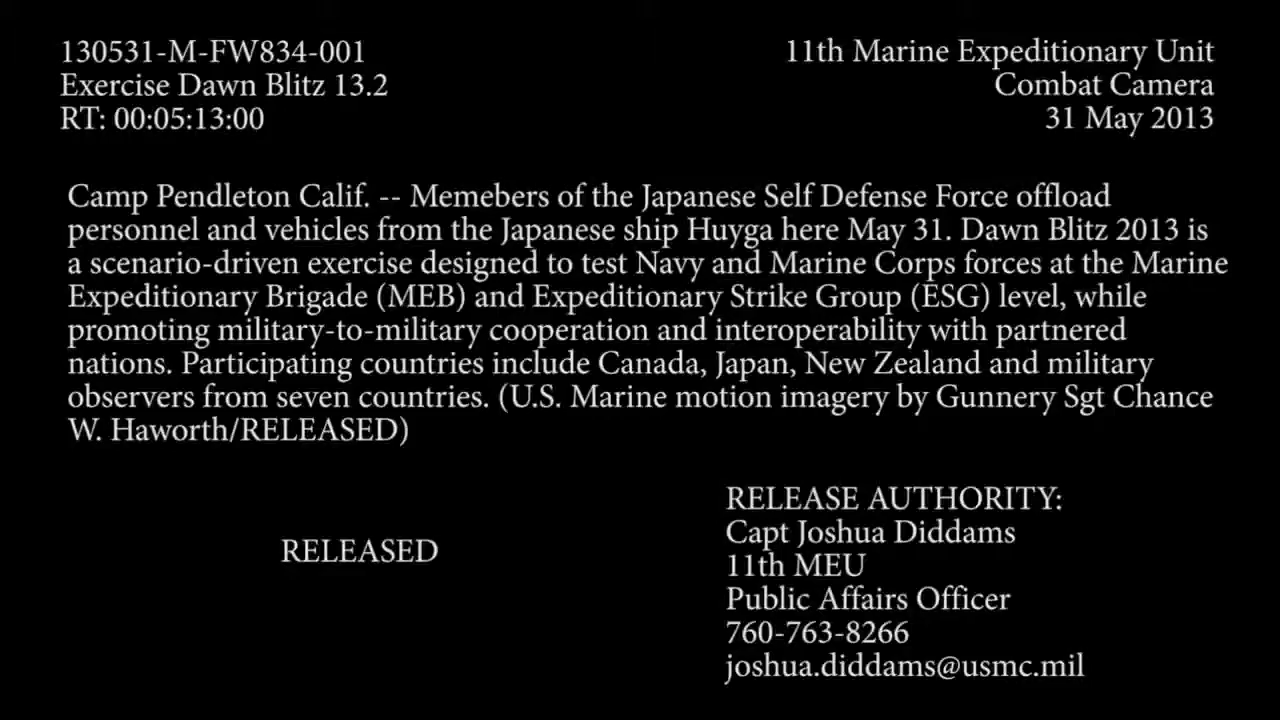 130531-M-FW834-001
Exercise Dawn Blitz 13.2
RT: 00:05:13:00
11th Marine Expeditionary Unit
Combat Camera
31 May 2013
Camp Pendleton Calif. -- Memebers of the Japanese Self Defense Force offload
personnel and vehicles from the Japanese ship Huyga here May 31. Dawn Blitz 2013 is
a scenario-driven exercise designed to test Navy and Marine Corps forces at the Marine
Expeditionary Brigade (MEB) and Expeditionary Strike Group (ESG) level, while
promoting military-to-military cooperation and interoperability with partnered
nations. Participating countries include Canada, Japan, New Zealand and military
observers from seven countries. (U.S. Marine motion imagery by Gunnery Sgt Chance
W. Haworth/RELEASED)
RELEASED
RELEASE AUTHORITY:
Capt Joshua Diddams
11th MEU
Public Affairs Officer
760-763-8266
joshua.diddams@usmc.mil